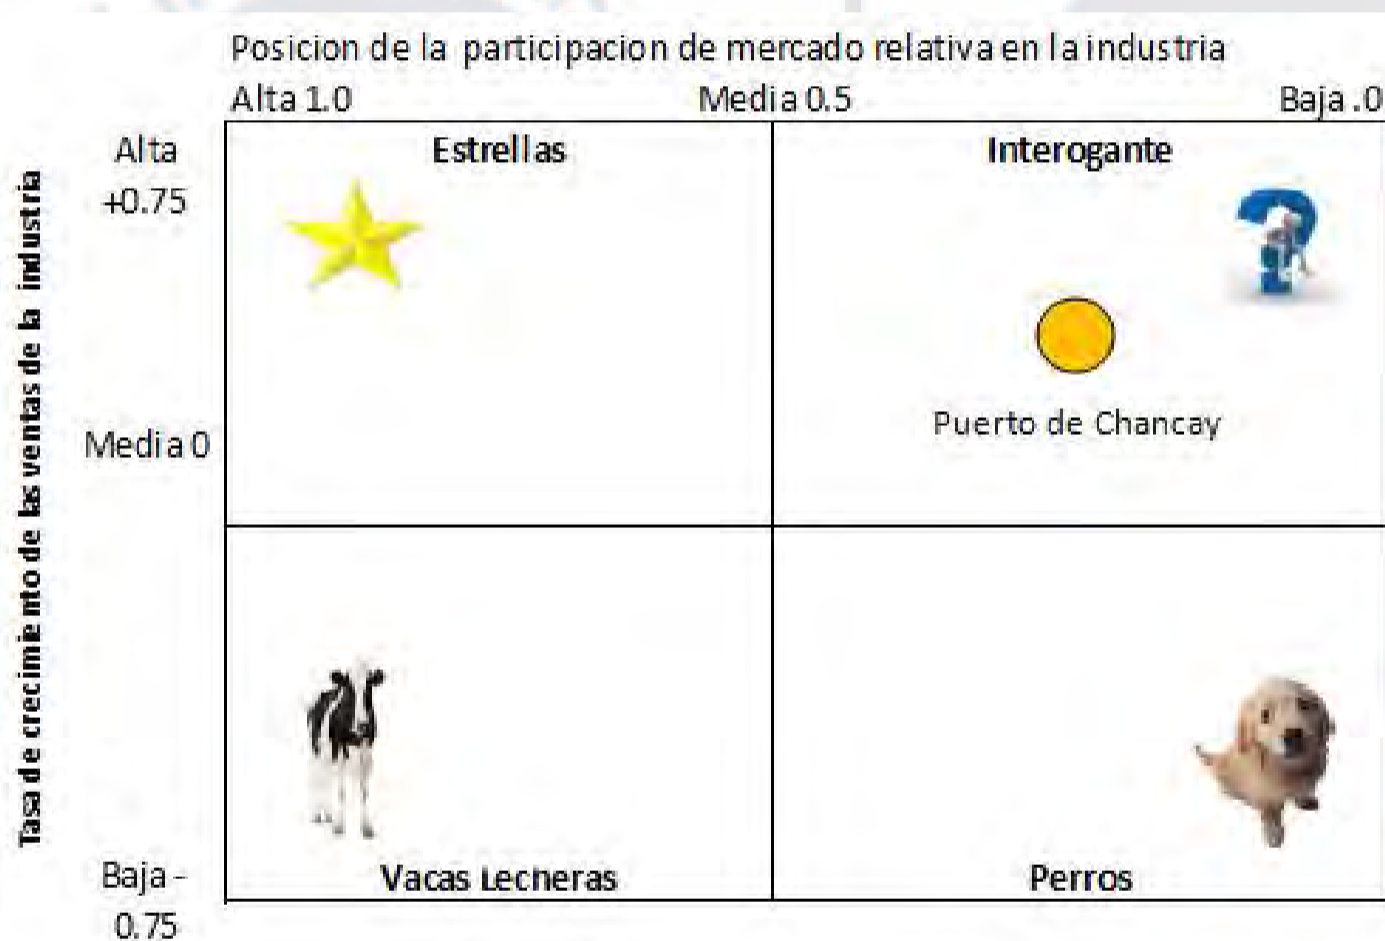 Posicion de la participacion de mercado relativa en la industria
Alta 1.0
Media 0.5
Baja .0
Tasa de crecimiento de las ventas de la industria
Alta
+0.75
Media 0
Baja -
0.75
Estrellas
Interogante
Puerto de Chancay
Vacas Lecheras
Perros